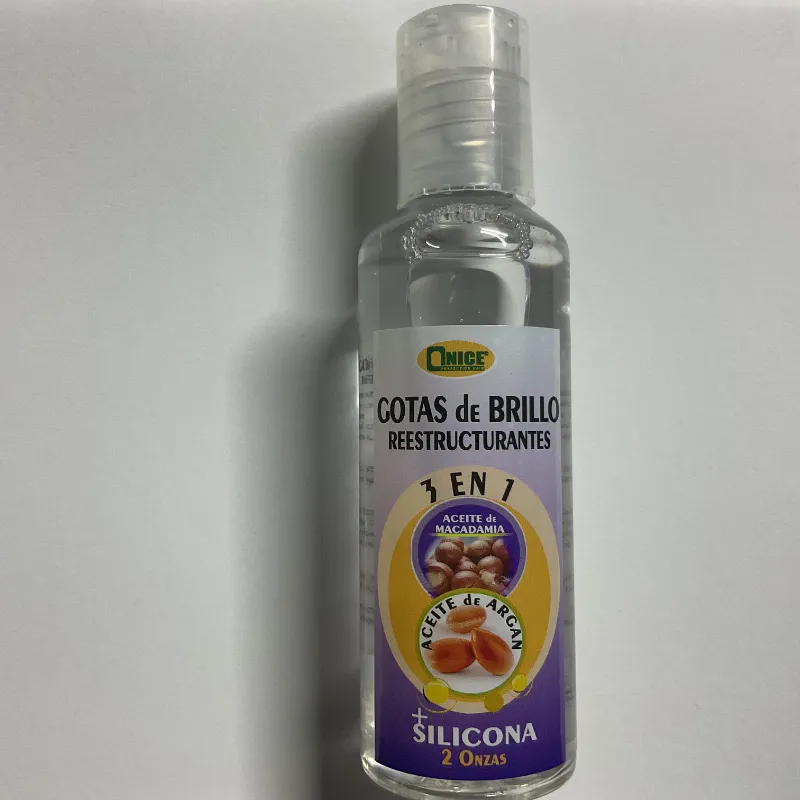 ONICE
GOTAS de BRILLO
REESTRUCTURANTES
3 EN 1
ACEITE de
MACADAMIA
ACEITE de ARGAN
+
SILICONA
2 ONZAS